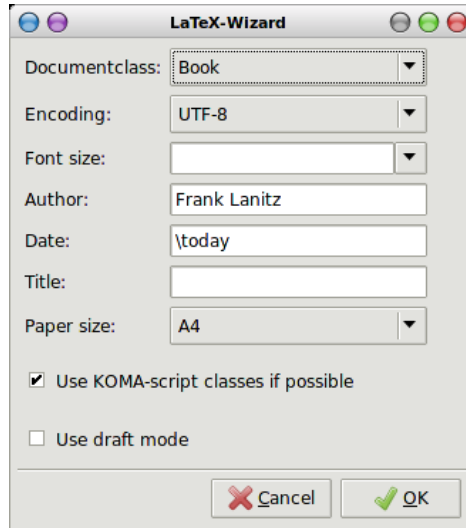 LaTeX-Wizard
Documentclass: Book
Encoding: UTF-8
Font size:
Author: Frank Lanitz
Date: \today
Title:
Paper size: A4
Use KOMA-script classes if possible
Use draft mode
Cancel OK